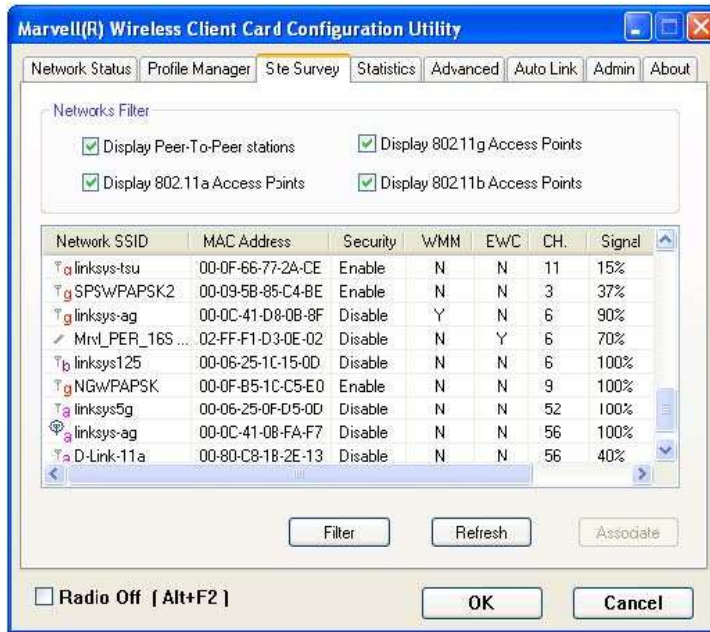 Marvell(R) Wireless Client Card Configuration Utility
Network Status Profile Manager Site Survey Statistics Advanced Auto Link Admin About
Networks Filter
Display Peer-To-Peer stations Display 802.11g Access Points
Display 802.11a Access Points Display 802.11b Access Points
Network SSID MAC Address Security WMM EWC CH. Signal
g linksys-tsu 00-0F-66-77-2A-CE Enable N N 11 15%
g SPSWPAPSK2 00-09-5B-85-C4-BE Enable N N 3 37%
g linksys-ag 00-0C-41-D8-0B-8F Disable Y N 6 90%
Mrvl_PER_16S ... 02-FF-F1-D3-0E-02 Disable N Y 6 70%
b linksys125 00-06-25-1C-15-0D Disable N N 6 100%
g NGWPAPSK 00-0F-B5-1C-C5-E0 Enable N N 9 100%
a linksys5g 00-06-25-0F-D5-0D Disable N N 52 100%
a linksys-ag 00-0C-41-0B-FA-F7 Disable N N 56 100%
a D-Link-11a 00-80-C8-1B-2E-13 Disable N N 56 40%
Filter Refresh Associate
Radio Off ( Alt+F2 )
OK Cancel